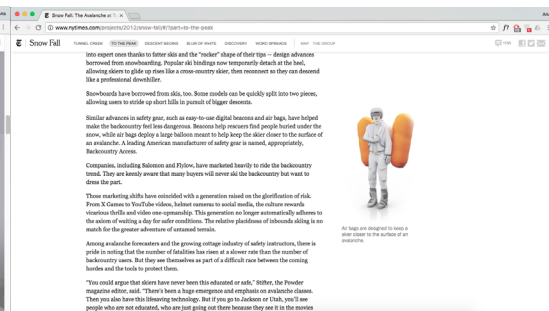 Snow Fall: The Avalanche at T
www.nytimes.com/projects/2012/snow-fall/#/?part=to-the-peak
Snow Fall
TUNNEL CREEK TO THE PEAK DESCENT BEGINS BLUR OF WHITE DISCOVERY WORD SPREADS MAP THE GROUP
into expert ones thanks to fatter skis and the "rocker" shape of their tips — design advances
borrowed from snowboarding. Popular ski bindings now temporarily detach at the heel,
allowing skiers to glide up rises like a cross-country skier, then reconnect so they can descend
like a professional downhiller.
Snowboards have borrowed from skis, too. Some models can be quickly split into two pieces,
allowing users to stride up short hills in pursuit of bigger descents.
Similar advances in safety gear, such as easy-to-use digital beacons and air bags, have helped
make the backcountry feel less dangerous. Beacons help rescuers find people buried under the
snow, while air bags deploy a large balloon meant to help keep the skier closer to the surface of
an avalanche. A leading American manufacturer of safety gear is named, appropriately,
Backcountry Access.
Companies, including Salomon and Flylow, have marketed heavily to ride the backcountry
trend. They are keenly aware that many buyers will never ski the backcountry but want to
dress the part.
Air bags are designed to keep a
skier closer to the surface of an
avalanche.
Those marketing shifts have coincided with a generation raised on the glorification of risk.
From X Games to YouTube videos, helmet cameras to social media, the culture rewards
vicarious thrills and video one-upmanship. This generation no longer automatically adheres to
the axiom of waiting a day for safer conditions. The relative placidness of inbounds skiing is no
match for the greater adventure of untamed terrain.
Among avalanche forecasters and the growing cottage industry of safety instructors, there is
pride in noting that the number of fatalities has risen at a slower rate than the number of
backcountry users. But they see themselves as part of a difficult race between the coming
hordes and the tools to protect them.
"You could argue that skiers have never been this educated or safe," Stifter, the Powder
magazine editor, said. "There's been a huge emergence and emphasis on avalanche classes.
Then you also have this lifesaving technology. But if you go to Jackson or Utah, you'll see
people who are not educated, who are just going out there because they see it in the movies